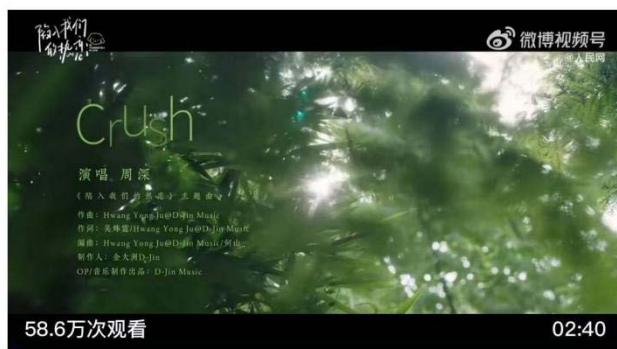 陷入我们
的热恋
微博视频号
@人民网
Crush
演唱 周深
《陷入我们的热恋》主题曲
作曲：Hwang Yong Ju@D-Jin Music
作词：吴烨霏/Hwang Yong Ju@D-Jin Music
编曲：Hwang Yong Ju@D-Jin Music/何山
制作人：金大洲D-Jin
OP/音乐制作出品：D-Jin Music
58.6万次观看
02:40